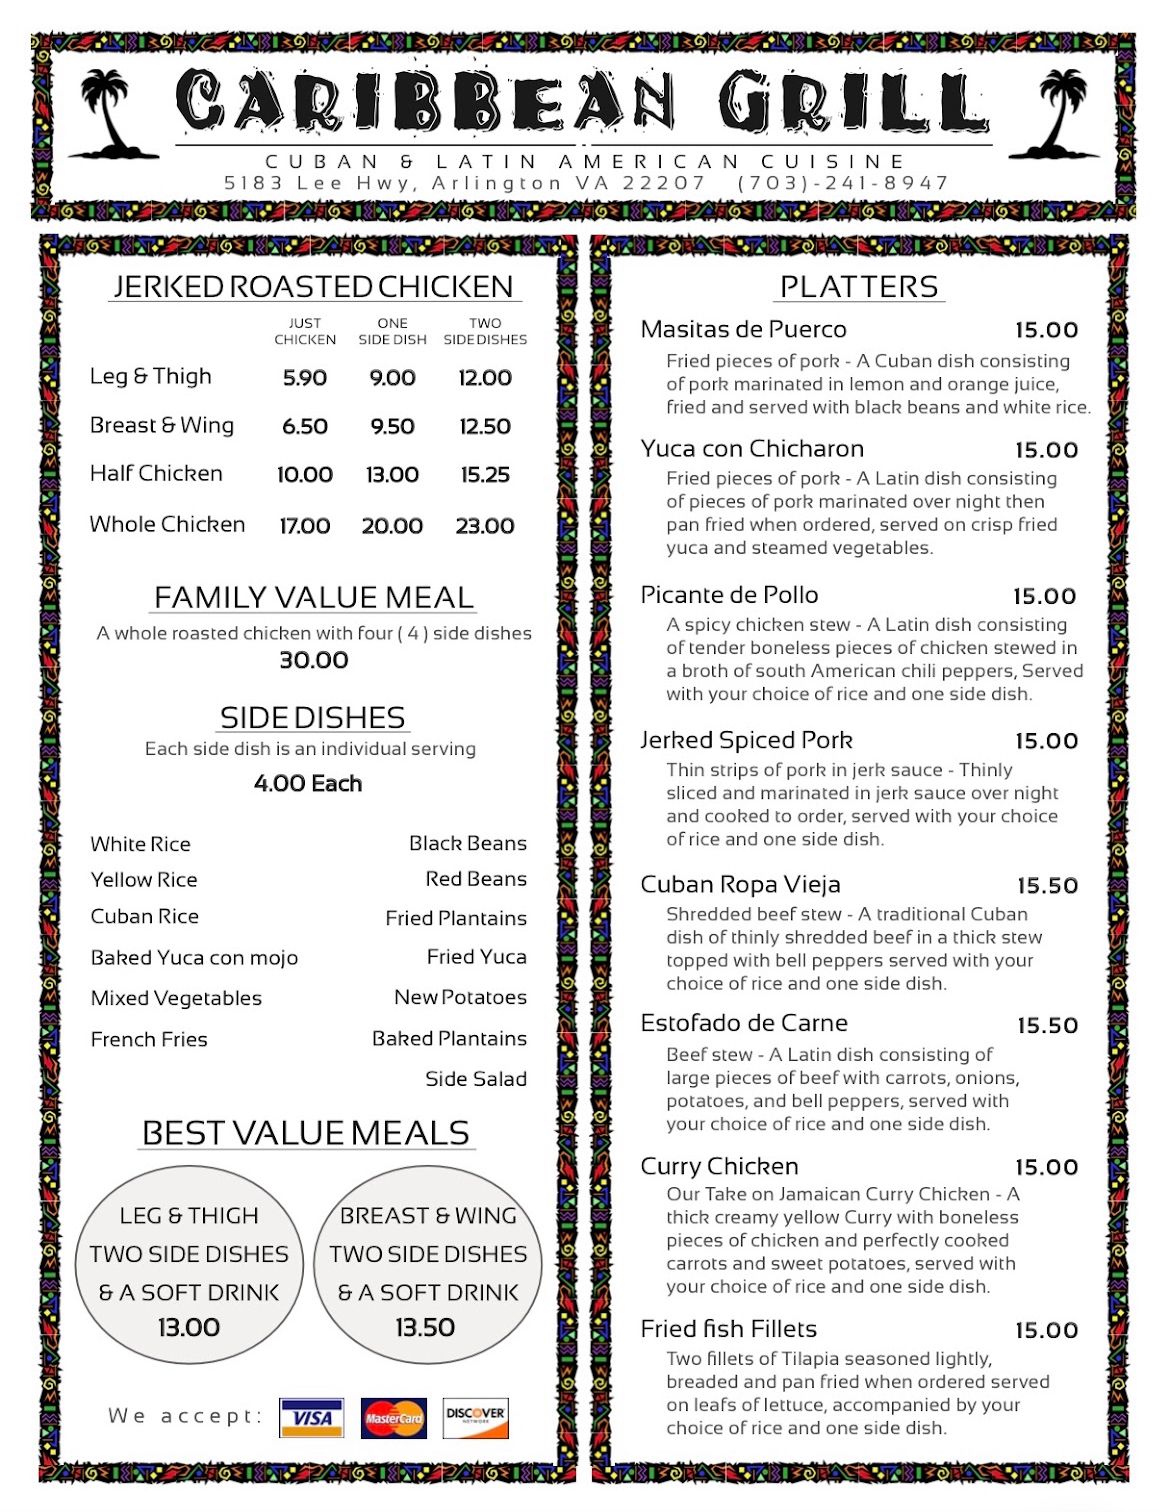 CARIBBEAN GRILL
CUBAN & LATIN AMERICAN CUISINE
5183 Lee Hwy, Arlington VA 22207 (703)-241-8947
JERKED ROASTED CHICKEN
JUST CHICKEN ONE SIDE DISH TWO SIDE DISHES
Leg & Thigh 5.90 9.00 12.00
Breast & Wing 6.50 9.50 12.50
Half Chicken 10.00 13.00 15.25
Whole Chicken 17.00 20.00 23.00
FAMILY VALUE MEAL
A whole roasted chicken with four ( 4 ) side dishes
30.00
SIDE DISHES
Each side dish is an individual serving
4.00 Each
White Rice Black Beans
Yellow Rice Red Beans
Cuban Rice Fried Plantains
Baked Yuca con mojo Fried Yuca
Mixed Vegetables New Potatoes
French Fries Baked Plantains
Side Salad
BEST VALUE MEALS
LEG & THIGH
TWO SIDE DISHES
& A SOFT DRINK
13.00
BREAST & WING
TWO SIDE DISHES
& A SOFT DRINK
13.50
We accept: VISA MasterCard DISCOVER NETWORK
PLATTERS
Masitas de Puerco 15.00
Fried pieces of pork - A Cuban dish consisting
of pork marinated in lemon and orange juice,
fried and served with black beans and white rice.
Yuca con Chicharon 15.00
Fried pieces of pork - A Latin dish consisting
of pieces of pork marinated over night then
pan fried when ordered, served on crisp fried
yuca and steamed vegetables.
Picante de Pollo 15.00
A spicy chicken stew - A Latin dish consisting
of tender boneless pieces of chicken stewed in
a broth of south American chili peppers, Served
with your choice of rice and one side dish.
Jerked Spiced Pork 15.00
Thin strips of pork in jerk sauce - Thinly
sliced and marinated in jerk sauce over night
and cooked to order, served with your choice
of rice and one side dish.
Cuban Ropa Vieja 15.50
Shredded beef stew - A traditional Cuban
dish of thinly shredded beef in a thick stew
topped with bell peppers served with your
choice of rice and one side dish.
Estofado de Carne 15.50
Beef stew - A Latin dish consisting of
large pieces of beef with carrots, onions,
potatoes, and bell peppers, served with
your choice of rice and one side dish.
Curry Chicken 15.00
Our Take on Jamaican Curry Chicken - A
thick creamy yellow Curry with boneless
pieces of chicken and perfectly cooked
carrots and sweet potatoes, served with
your choice of rice and one side dish.
Fried fish Fillets 15.00
Two fillets of Tilapia seasoned lightly,
breaded and pan fried when ordered served
on leafs of lettuce, accompanied by your
choice of rice and one side dish.